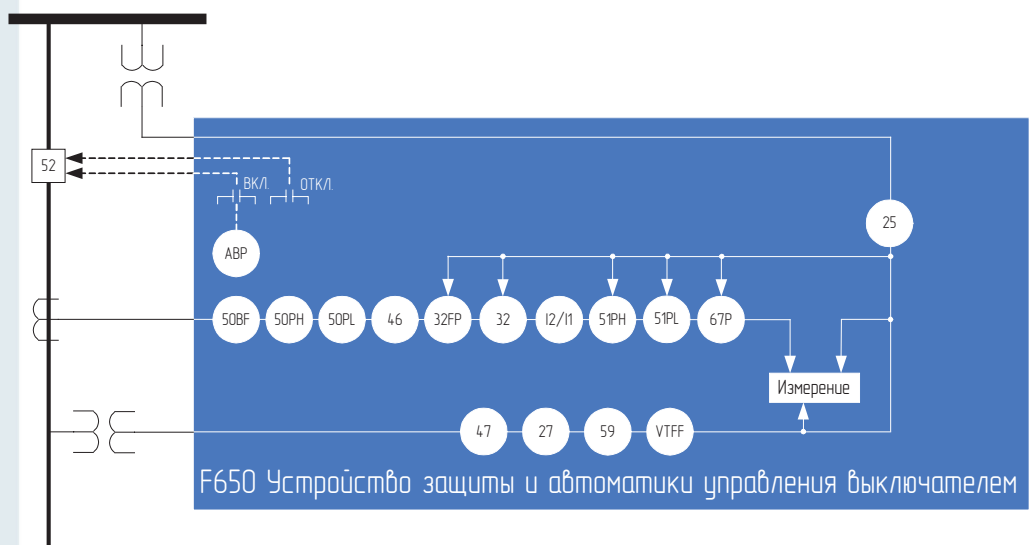 52
ВКЛ.
ОТКЛ.
25
АВР
50BF
50PH
50PL
46
32FP
32
I2/I1
51PH
51PL
67P
Измерение
47
27
59
VTFF
F650 Устройство защиты и автоматики управления выключателем